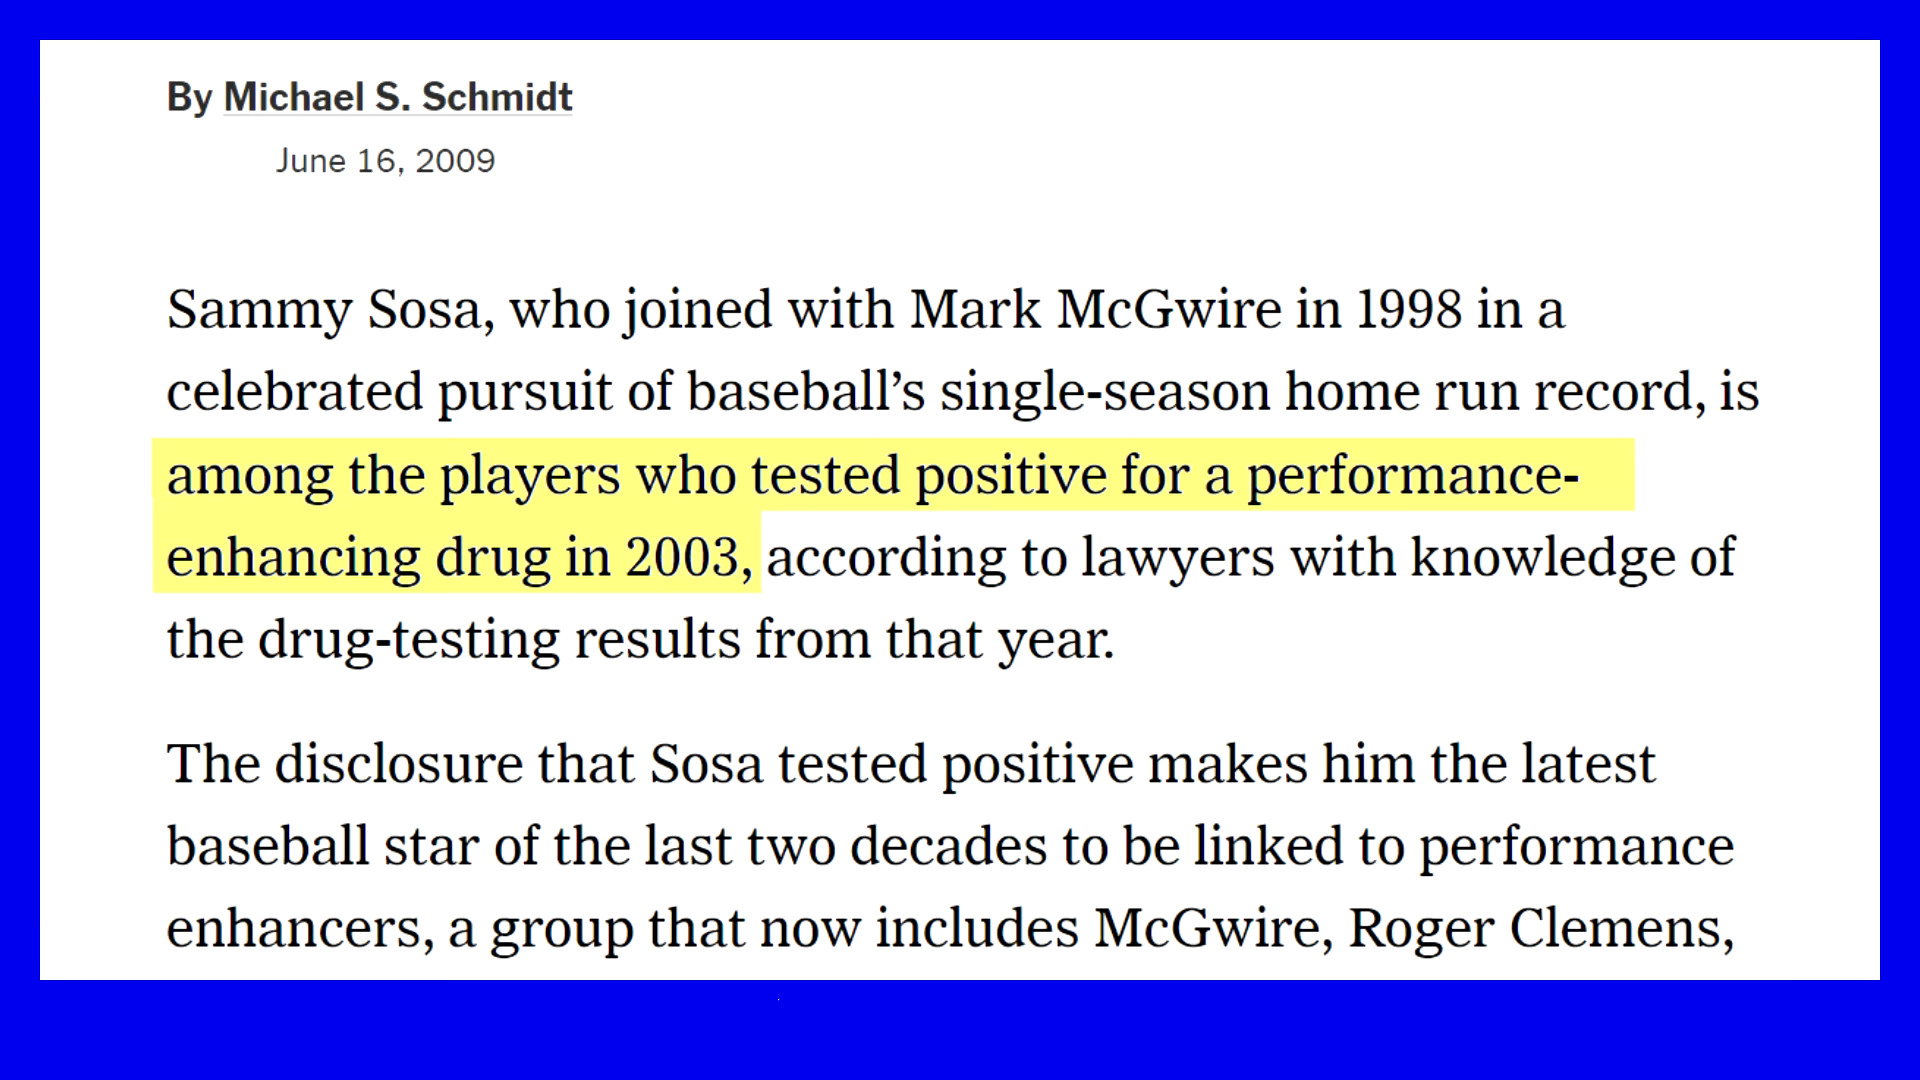 By Michael S. Schmidt
June 16, 2009
Sammy Sosa, who joined with Mark McGwire in 1998 in a
celebrated pursuit of baseball’s single-season home run record, is
among the players who tested positive for a performance-
enhancing drug in 2003, according to lawyers with knowledge of
the drug-testing results from that year.
The disclosure that Sosa tested positive makes him the latest
baseball star of the last two decades to be linked to performance
enhancers, a group that now includes McGwire, Roger Clemens,